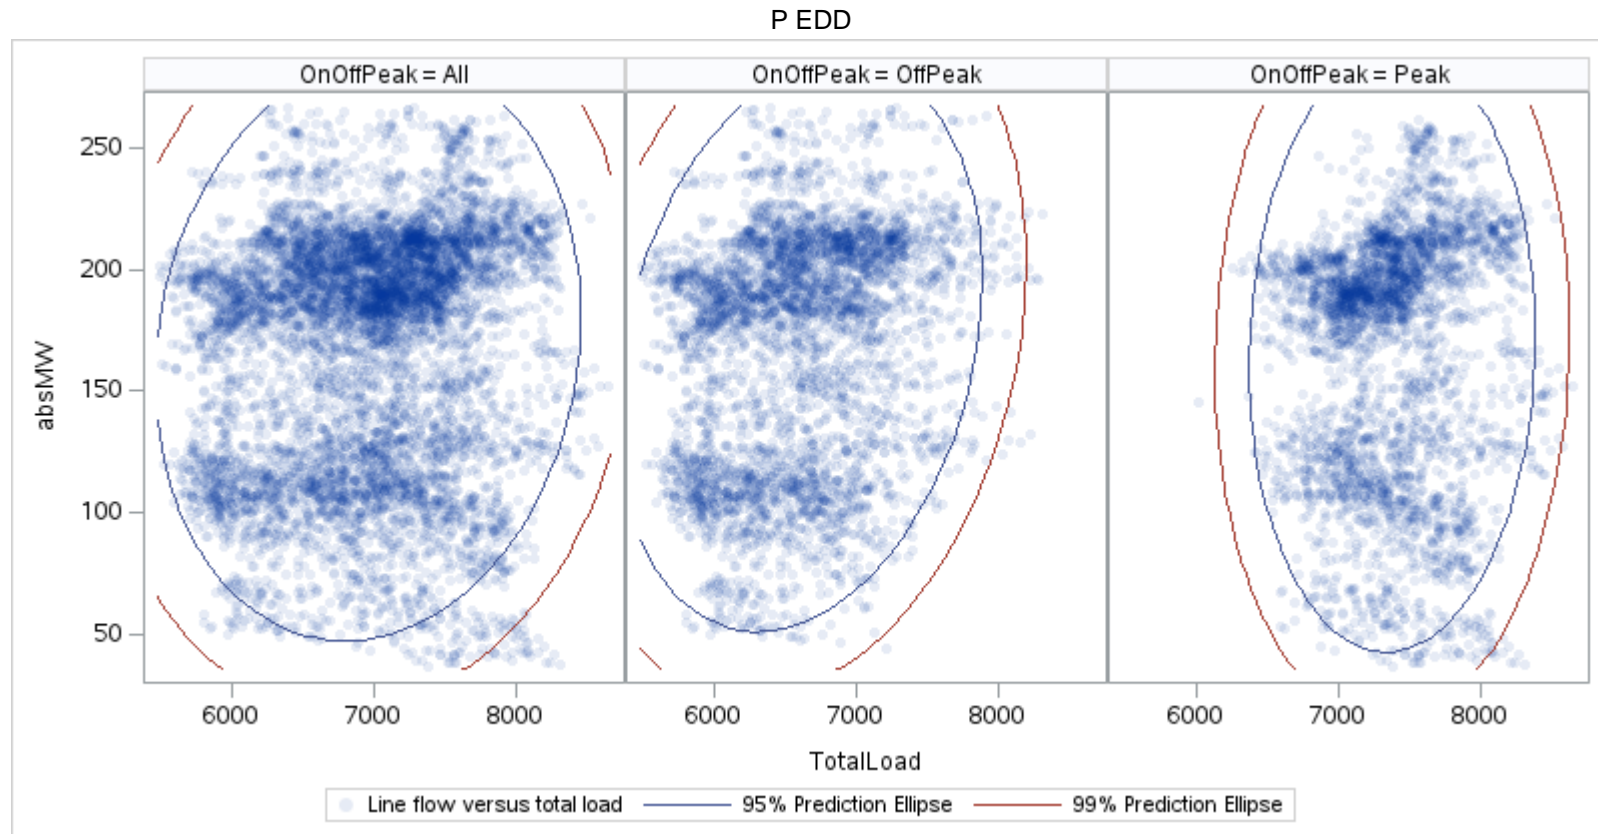 P EDD
OnOffPeak = All
OnOffPeak = OffPeak
OnOffPeak = Peak
250
200
150
100
50
absMW
6000 7000 8000
6000 7000 8000
6000 7000 8000
TotalLoad
Line flow versus total load
95% Prediction Ellipse
99% Prediction Ellipse